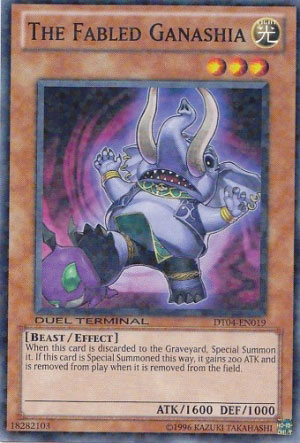 THE FABLED GANASHIA
光
DUEL TERMINAL
DT04-EN019
[BEAST / EFFECT]
When this card is discarded to the Graveyard, Special Summon
it. If this card is Special Summoned this way, it gains 200 ATK and
is removed from play when it is removed from the field.
ATK/1600 DEF/1000
18282103
©1996 KAZUKI TAKAHASHI